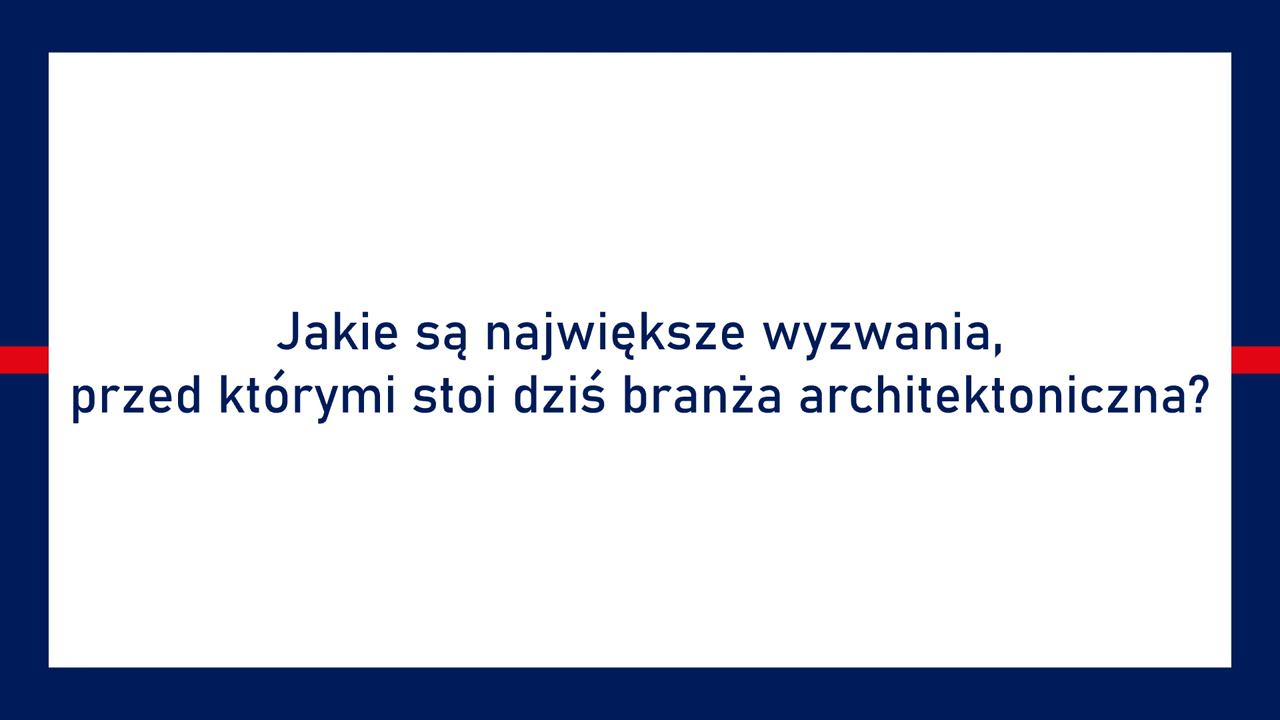 Jakie są największe wyzwania,
przed którymi stoi dziś branża architektoniczna?